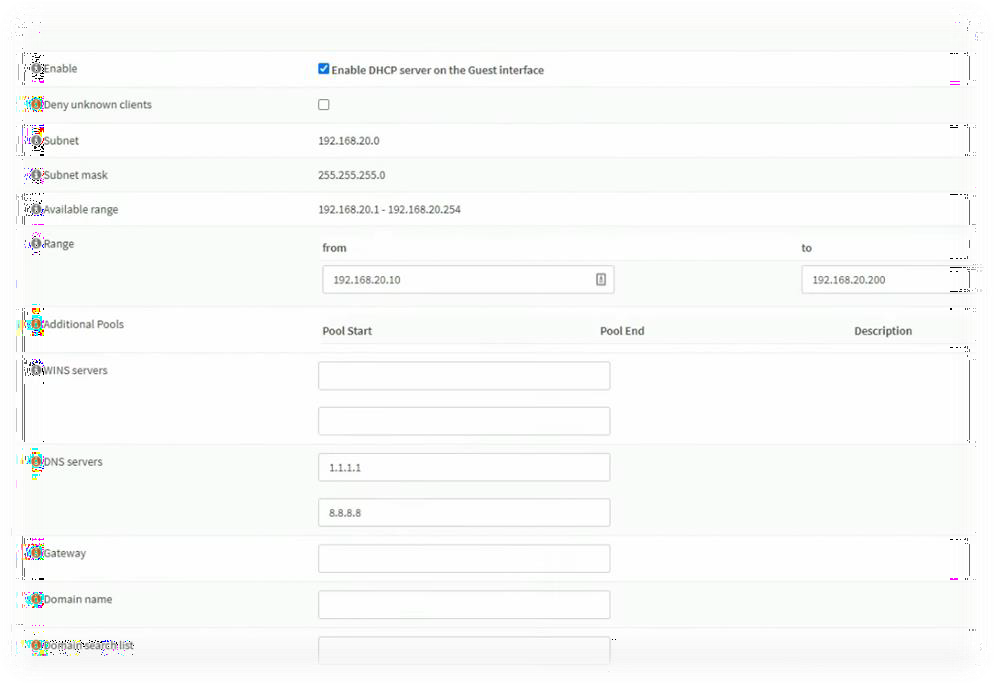 Enable Enable DHCP server on the Guest interface
Deny unknown clients
Subnet 192.168.20.0
Subnet mask 255.255.255.0
Available range 192.168.20.1 - 192.168.20.254
Range from to
192.168.20.10 192.168.20.200
Additional Pools Pool Start Pool End Description
WINS servers
DNS servers 1.1.1.1
8.8.8.8
Gateway
Domain name
Domain search list